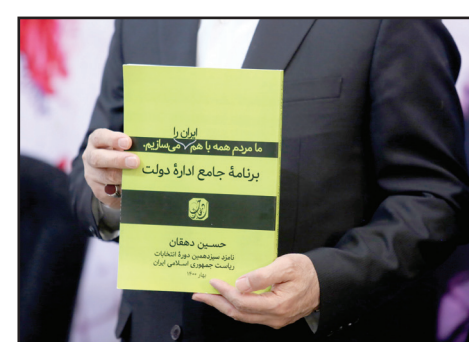 ایران را
ما مردم همه با هم می‌سازیم.
برنامهٔ جامع ادارهٔ دولت
حسین دهقان
نامزد سیزدهمین دورهٔ انتخابات
ریاست جمهوری اسلامی ایران
بهار ۱۴۰۰